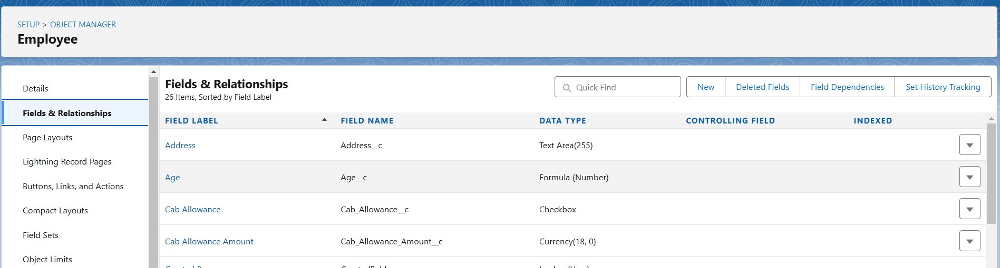 SETUP > OBJECT MANAGER
Employee
Details
Fields & Relationships
Page Layouts
Lightning Record Pages
Buttons, Links, and Actions
Compact Layouts
Field Sets
Object Limits
Fields & Relationships
26 Items, Sorted by Field Label
Quick Find
New
Deleted Fields
Field Dependencies
Set History Tracking
FIELD LABEL FIELD NAME DATA TYPE CONTROLLING FIELD INDEXED
Address Address__c Text Area(255)
Age Age__c Formula (Number)
Cab Allowance Cab_Allowance__c Checkbox
Cab Allowance Amount Cab_Allowance_Amount__c Currency(18, 0)